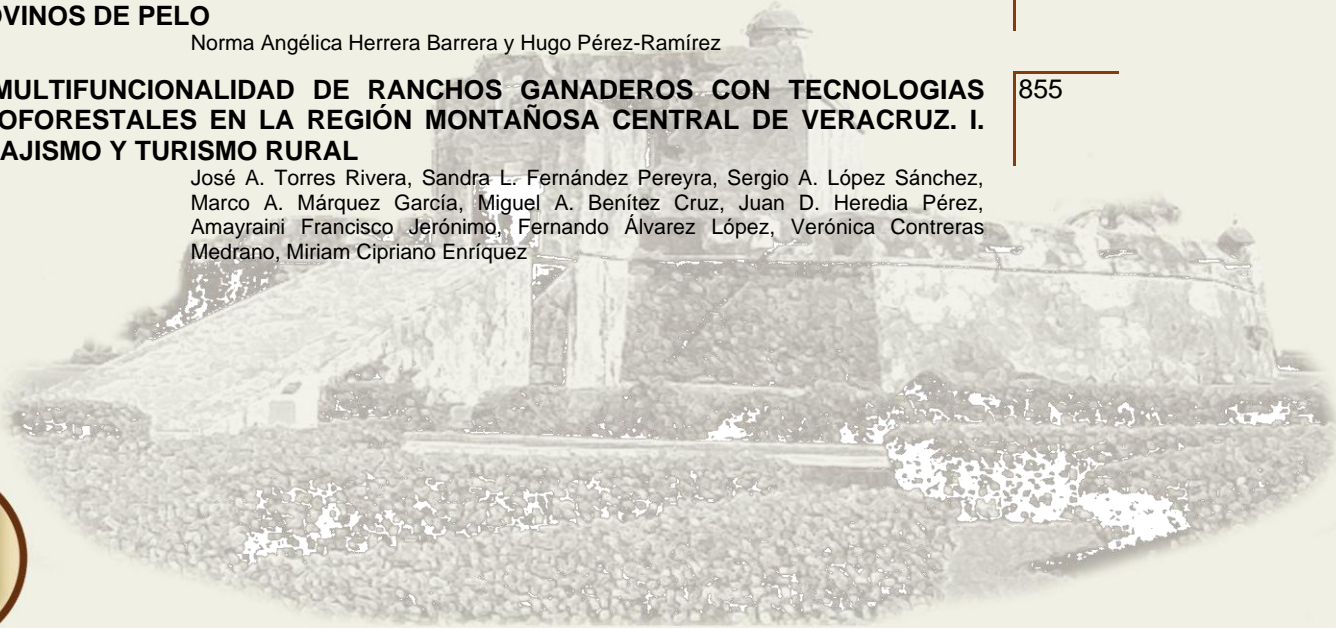 OVINOS DE PELO
Norma Angélica Herrera Barrera y Hugo Pérez-Ramírez
MULTIFUNCIONALIDAD DE RANCHOS GANADEROS CON TECNOLOGIAS
OFORESTALES EN LA REGIÓN MONTAÑOSA CENTRAL DE VERACRUZ. I.
AJISMO Y TURISMO RURAL
855
José A. Torres Rivera, Sandra L. Fernández Pereyra, Sergio A. López Sánchez,
Marco A. Márquez García, Miguel A. Benítez Cruz, Juan D. Heredia Pérez,
Amayraini Francisco Jerónimo, Fernando Álvarez López, Verónica Contreras
Medrano, Miriam Cipriano Enríquez